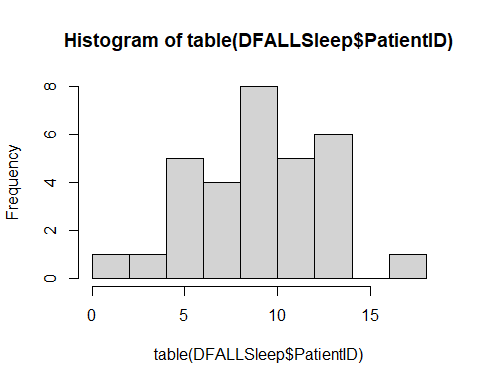 Histogram of table(DFALLSleep$PatientID)
Frequency
8
6
4
2
0
0 5 10 15
table(DFALLSleep$PatientID)